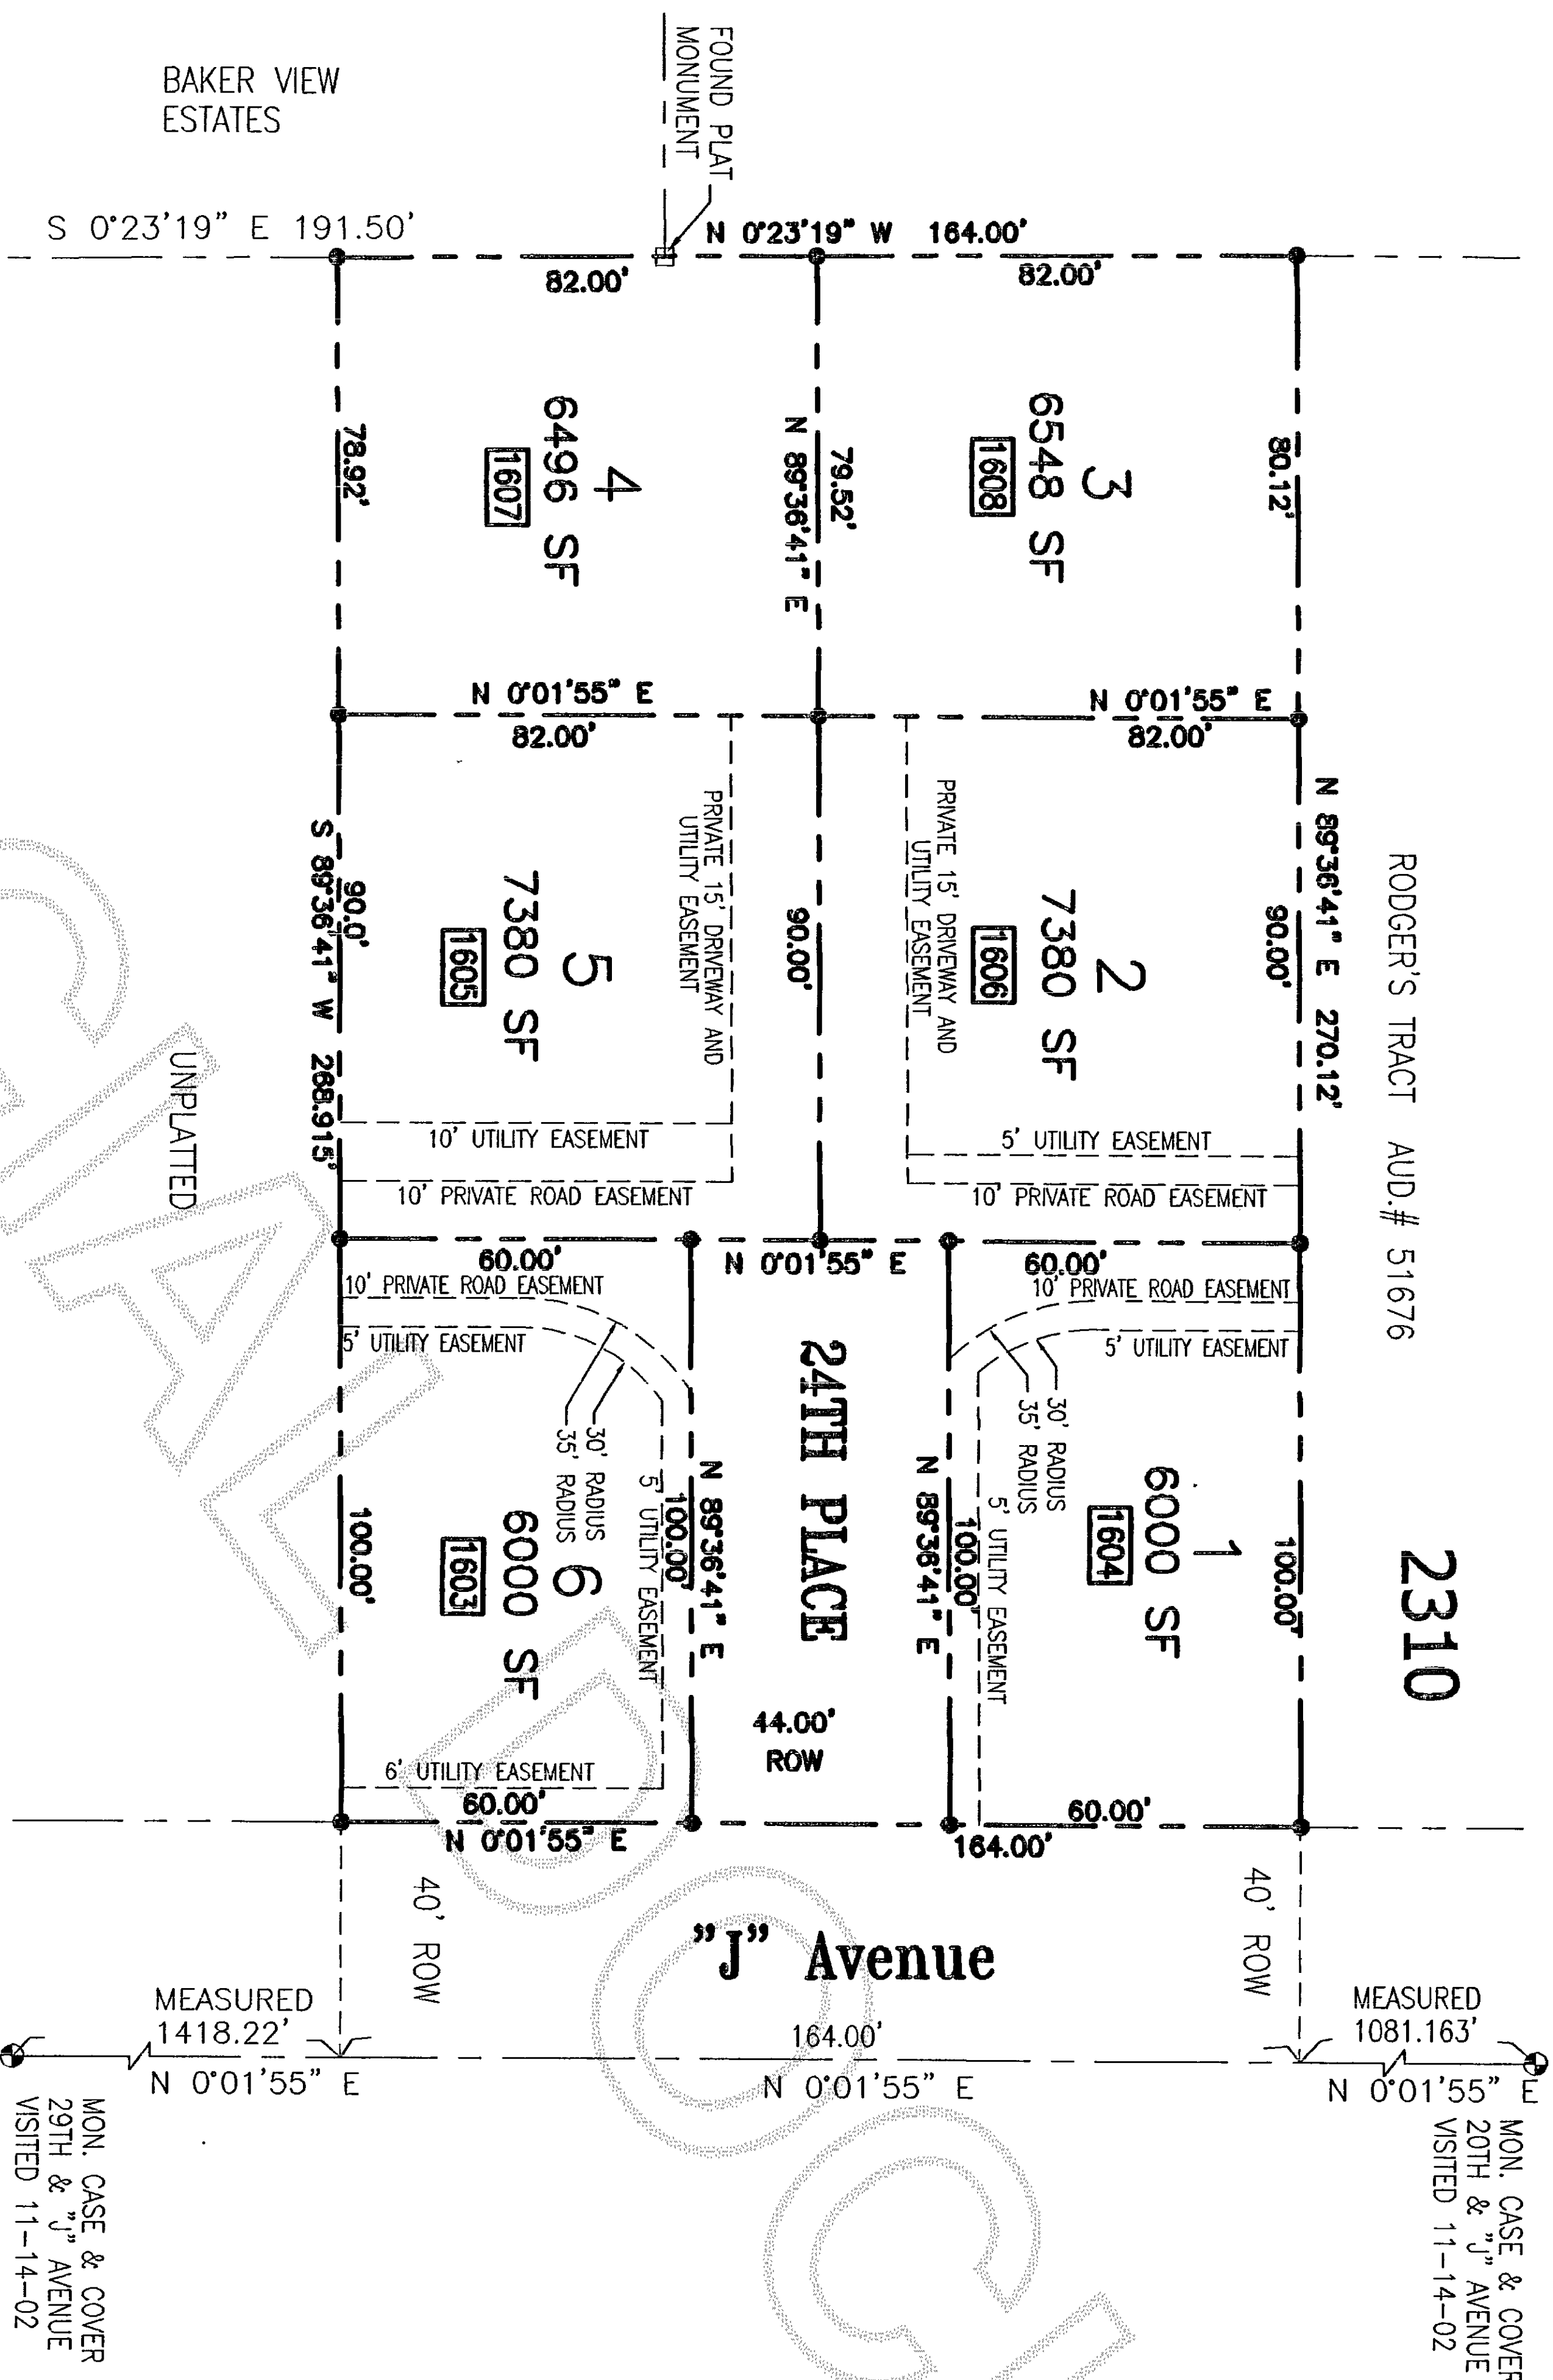 BAKER VIEW
ESTATES
FOUND PLAT
MONUMENT
S 0°23'19" E 191.50'
N 0°23'19" W 164.00'
82.00'
82.00'
78.92'
4
6496 SF
1607
79.52'
N 89°36'41" E
3
6548 SF
1608
80.12'
N 0°01'55" E
82.00'
N 0°01'55" E
82.00'
90.0'
S 89°36'41" W 268.915'
5
7380 SF
1605
PRIVATE 15' DRIVEWAY AND
UTILITY EASEMENT
90.00'
PRIVATE 15' DRIVEWAY AND
UTILITY EASEMENT
2
7380 SF
1606
90.00'
N 89°36'41" E 270.12'
RODGER'S TRACT AUD.# 51676
UNPLATTED
10' UTILITY EASEMENT
10' PRIVATE ROAD EASEMENT
5' UTILITY EASEMENT
10' PRIVATE ROAD EASEMENT
60.00'
N 0°01'55" E
60.00'
10' PRIVATE ROAD EASEMENT
5' UTILITY EASEMENT
10' PRIVATE ROAD EASEMENT
5' UTILITY EASEMENT
30' RADIUS
35' RADIUS
30' RADIUS
35' RADIUS
100.00'
6
6000 SF
1603
5' UTILITY EASEMENT
100.00'
N 89°36'41" E
24TH PLACE
44.00'
ROW
N 89°36'41" E
100.00'
5' UTILITY EASEMENT
1
6000 SF
1604
100.00'
2310
6' UTILITY EASEMENT
60.00'
N 0°01'55" E
60.00'
164.00'
40' ROW
40' ROW
"J" Avenue
MEASURED
1418.22'
N 0°01'55" E
164.00'
N 0°01'55" E
MEASURED
1081.163'
N 0°01'55" E
MON. CASE & COVER
29TH & "J" AVENUE
VISITED 11-14-02
MON. CASE & COVER
20TH & "J" AVENUE
VISITED 11-14-02